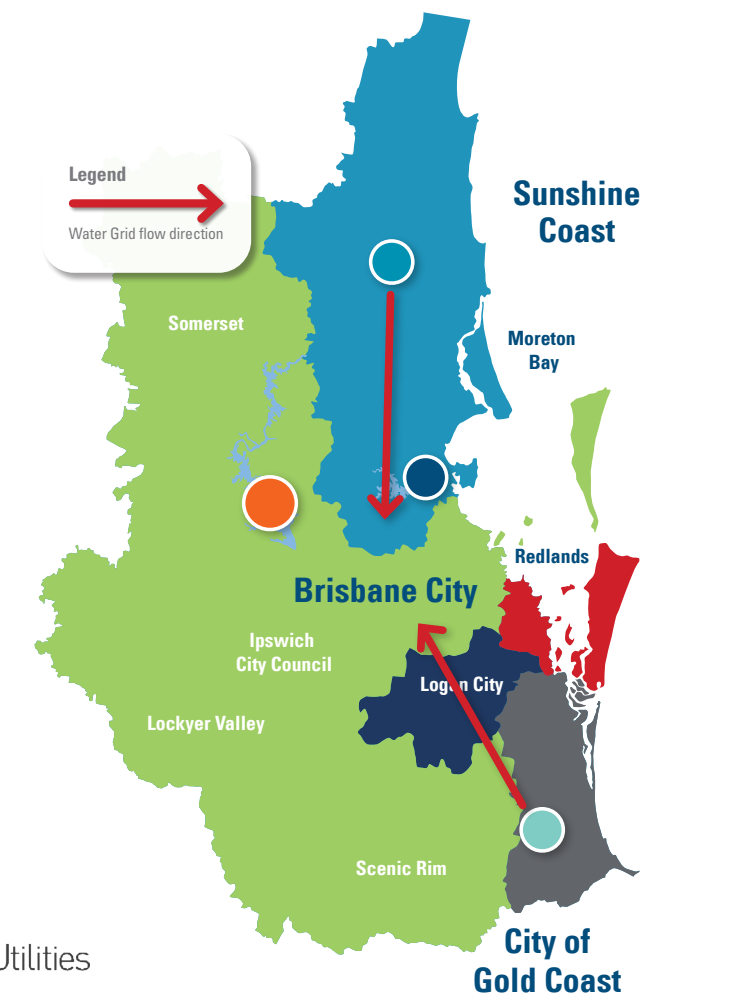 Legend
Water Grid flow direction
Sunshine
Coast
Somerset
Moreton
Bay
Redlands
Brisbane City
Ipswich
City Council
Logan City
Lockyer Valley
Scenic Rim
City of
Gold Coast
Utilities